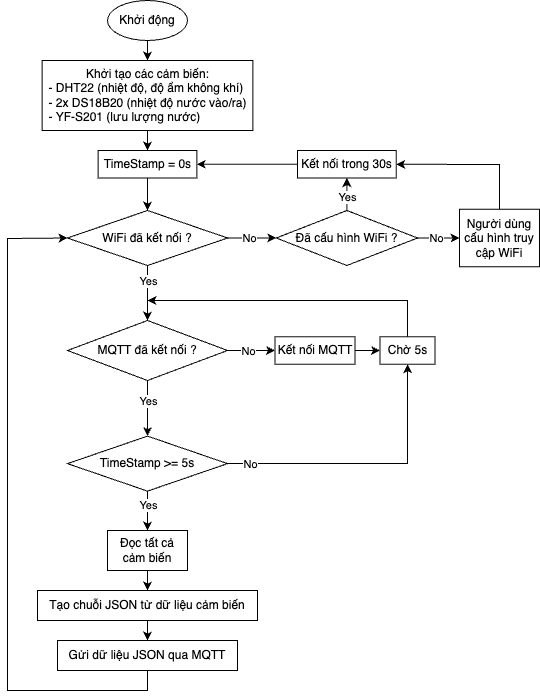 Khởi động
Khởi tạo các cảm biến:
- DHT22 (nhiệt độ, độ ẩm không khí)
- 2x DS18B20 (nhiệt độ nước vào/ra)
- YF-S201 (lưu lượng nước)
TimeStamp = 0s
Kết nối trong 30s
Yes
WiFi đã kết nối ?
No
Đã cấu hình WiFi ?
No
Người dùng
cấu hình truy
cập WiFi
Yes
MQTT đã kết nối ?
No
Kết nối MQTT
Chờ 5s
Yes
TimeStamp >= 5s
No
Yes
Đọc tất cả
cảm biến
Tạo chuỗi JSON từ dữ liệu cảm biến
Gửi dữ liệu JSON qua MQTT